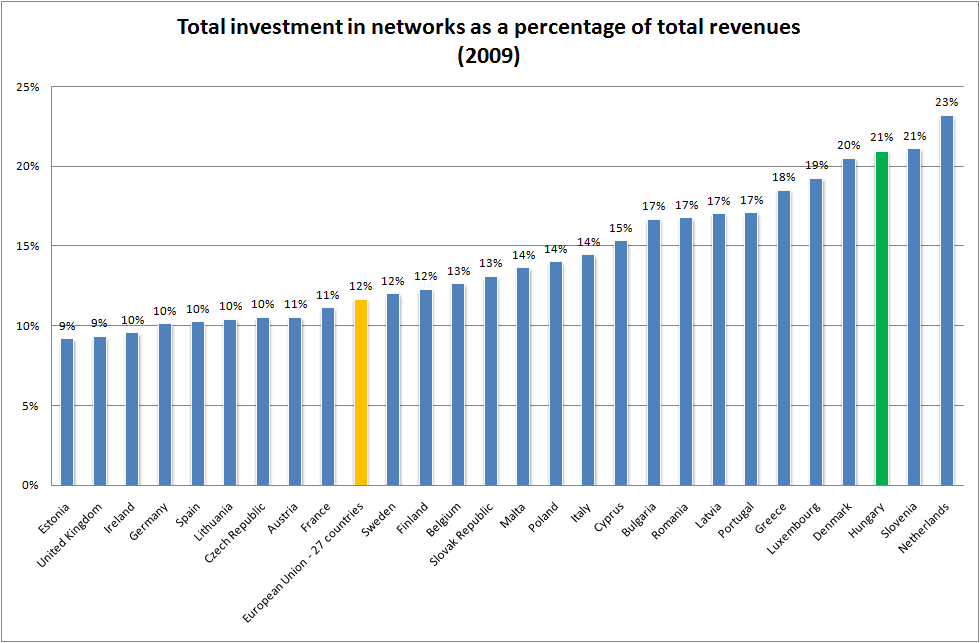 Total investment in networks as a percentage of total revenues
(2009)
25%
20%
15%
10%
5%
0%
9%
9%
10%
10%
10%
10%
10%
11%
11%
12%
12%
12%
13%
13%
14%
14%
14%
15%
17%
17%
17%
17%
18%
19%
20%
21%
21%
23%
Estonia
United Kingdom
Ireland
Germany
Spain
Lithuania
Czech Republic
Austria
France
European Union - 27 countries
Sweden
Finland
Belgium
Slovak Republic
Malta
Poland
Italy
Cyprus
Bulgaria
Romania
Latvia
Portugal
Greece
Luxembourg
Denmark
Hungary
Slovenia
Netherlands